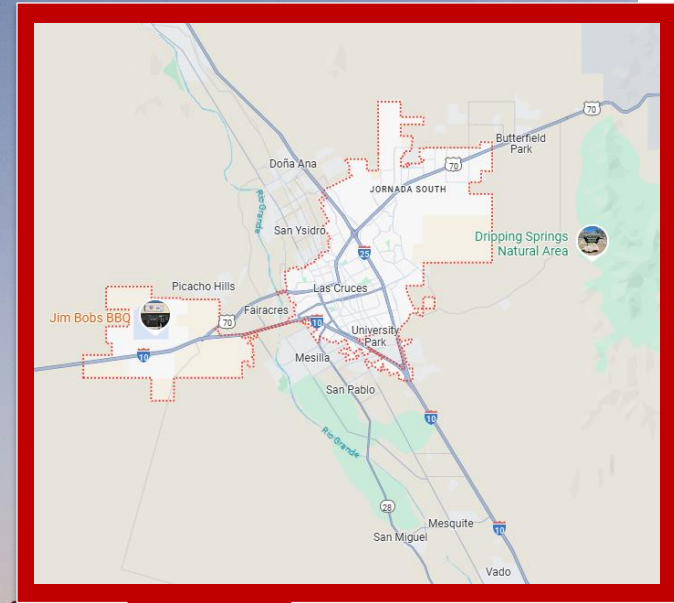 70
Butterfield
Park
Doña Ana
70
JORNADA SOUTH
Rio Grande
San Ysidro
Dripping Springs
Natural Area
25
Picacho Hills
Las Cruces
Jim Bobs BBQ
Fairacres
70
10
University
Park
10
Mesilla
San Pablo
10
Rio Grande
28
Mesquite
10
San Miguel
Vado